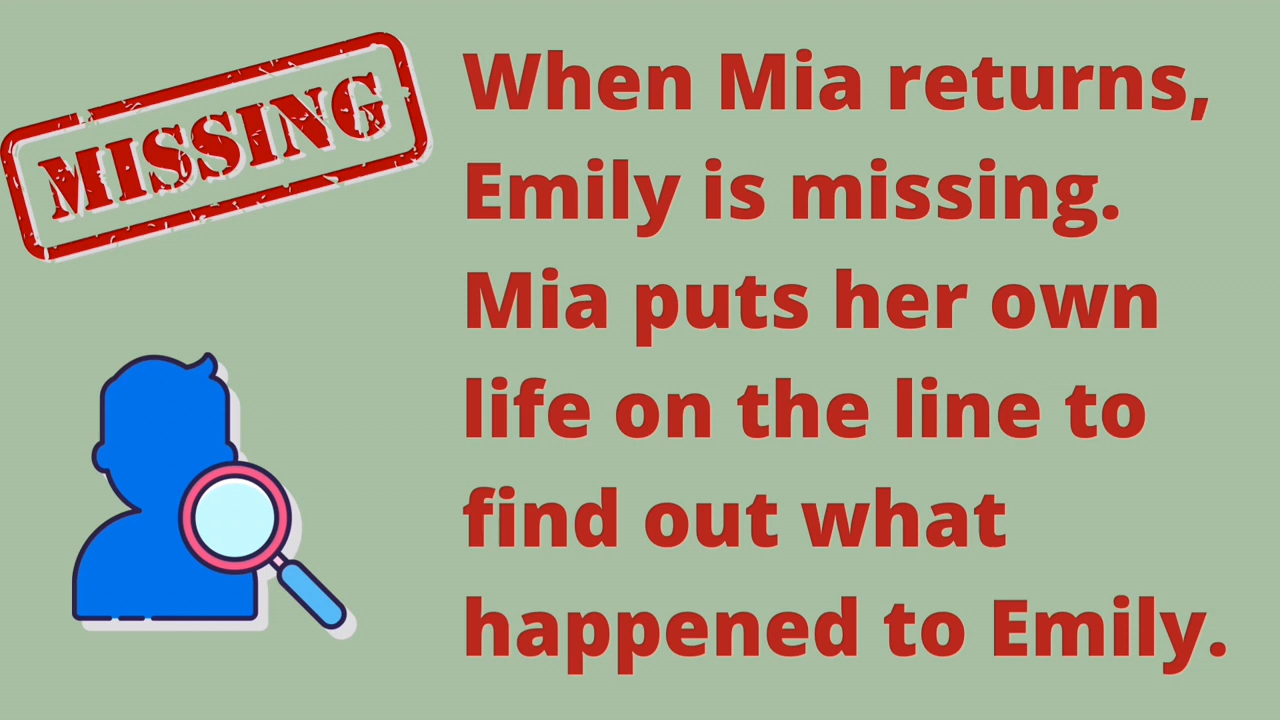 MISSING
When Mia returns,
Emily is missing.
Mia puts her own
life on the line to
find out what
happened to Emily.